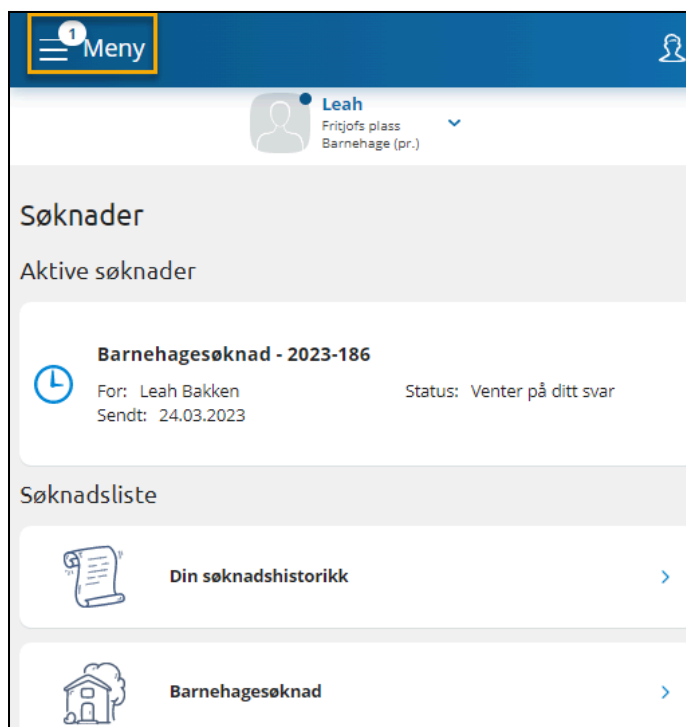 1
Meny
Leah
Fritjofs plass
Barnehage (pr.)
Søknader
Aktive søknader
Barnehagesøknad - 2023-186
For: Leah Bakken Status: Venter på ditt svar
Sendt: 24.03.2023
Søknadsliste
Din søknadshistorikk
Barnehagesøknad